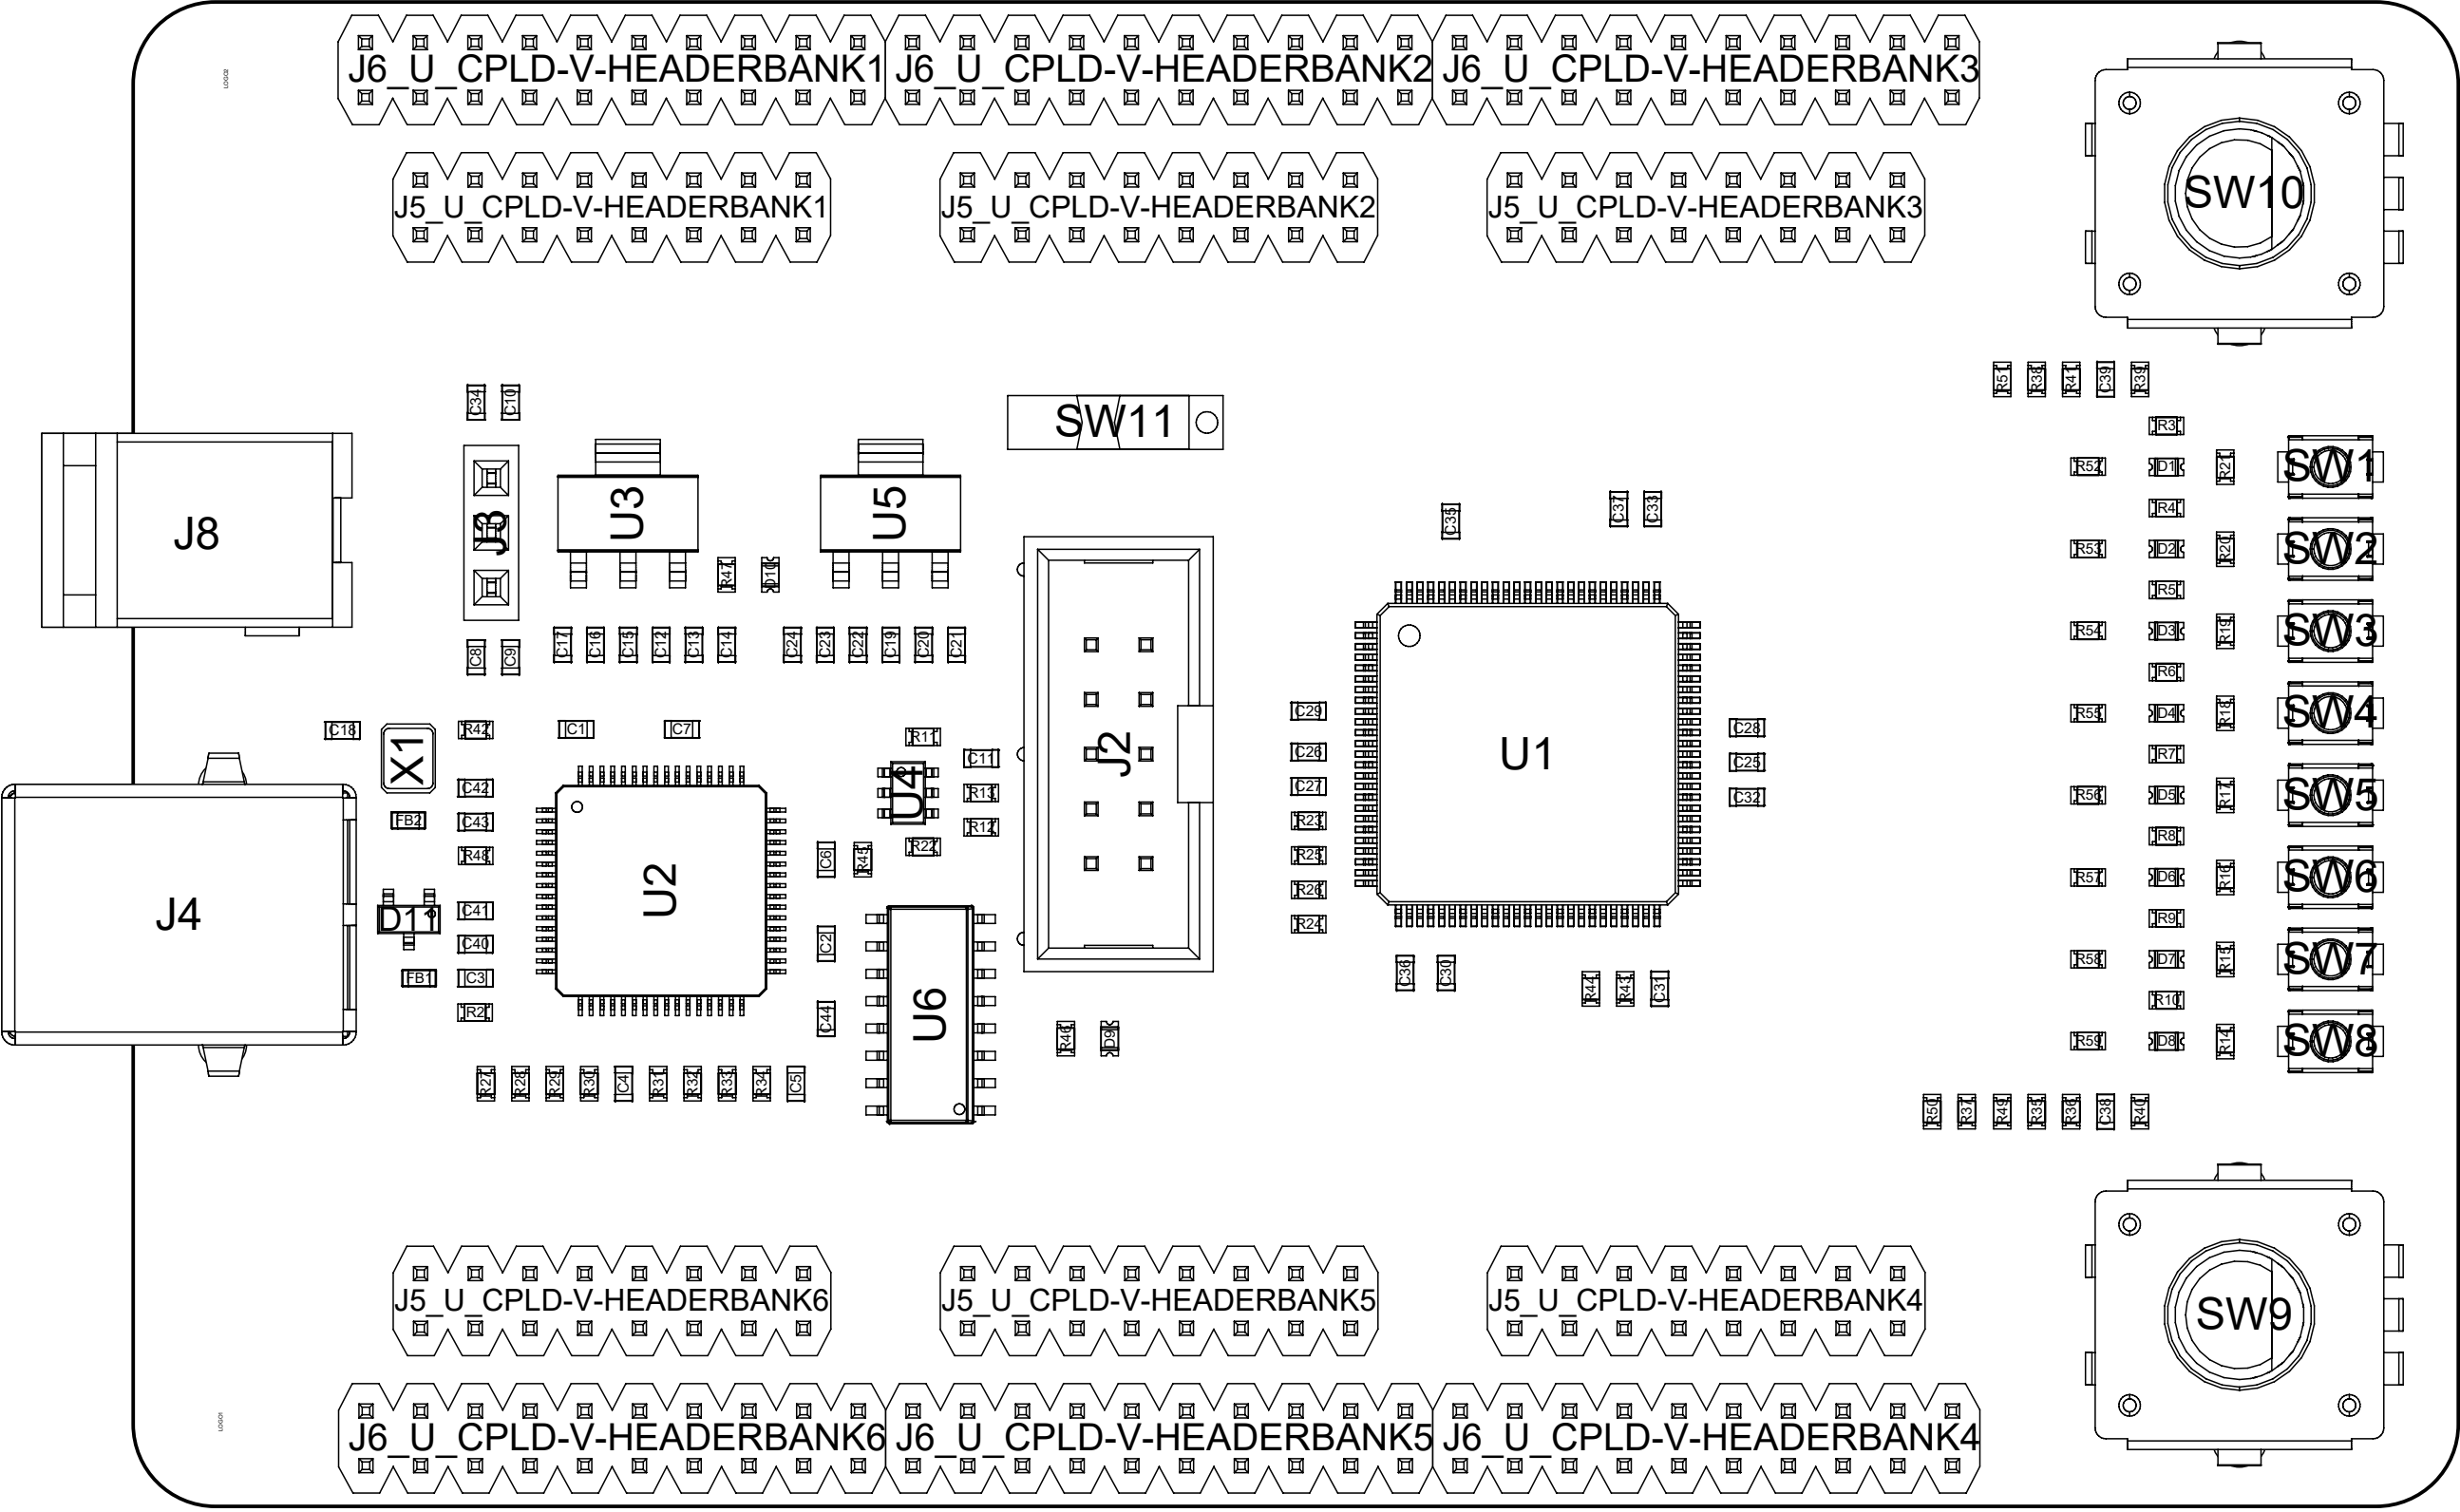 J6_U_CPLD-V-HEADERBANK1 J6_U_CPLD-V-HEADERBANK2 J6_U_CPLD-V-HEADERBANK3
LOGO2
J5_U_CPLD-V-HEADERBANK1 J5_U_CPLD-V-HEADERBANK2 J5_U_CPLD-V-HEADERBANK3
SW10
R51 R38 R41 C39 R39
C34 C10
SW11
R3
R52 D1 R21 SW1
U3 U5
R4
C35 C37 C33
J8 J3
R53 D2 R20 SW2
R47 D10
R5
R54 D3 R19 SW3
C8 C9 C17 C16 C15 C12 C13 C14 C24 C23 C22 C19 C20 C21
R6
R55 D4 R18 SW4
C29
C18 X1 R42 C1 C7 R11
C28
C26
J2 U1
R7
C11
C25
C42 U4 R13 C27
C32
R56 D5 R17 SW5
FB2 C43 R12 R23
R8
R48 C6 R45 R22 R25
R57 D6 R16 SW6
U2
R26
J4 D11 C41 R24
R9
C40 C2
R58 D7 R15 SW7
FB1 C3
C36 C30
R44 R43 C31
R10
R2 C44 U6
R46 D9
R59 D8 R14 SW8
R27 R28 R29 R30 C4 R31 R32 R33 R34 C5
R50 R37 R49 R35 R36 C38 R40
J5_U_CPLD-V-HEADERBANK6 J5_U_CPLD-V-HEADERBANK5 J5_U_CPLD-V-HEADERBANK4
SW9
LOGO1
J6_U_CPLD-V-HEADERBANK6 J6_U_CPLD-V-HEADERBANK5 J6_U_CPLD-V-HEADERBANK4